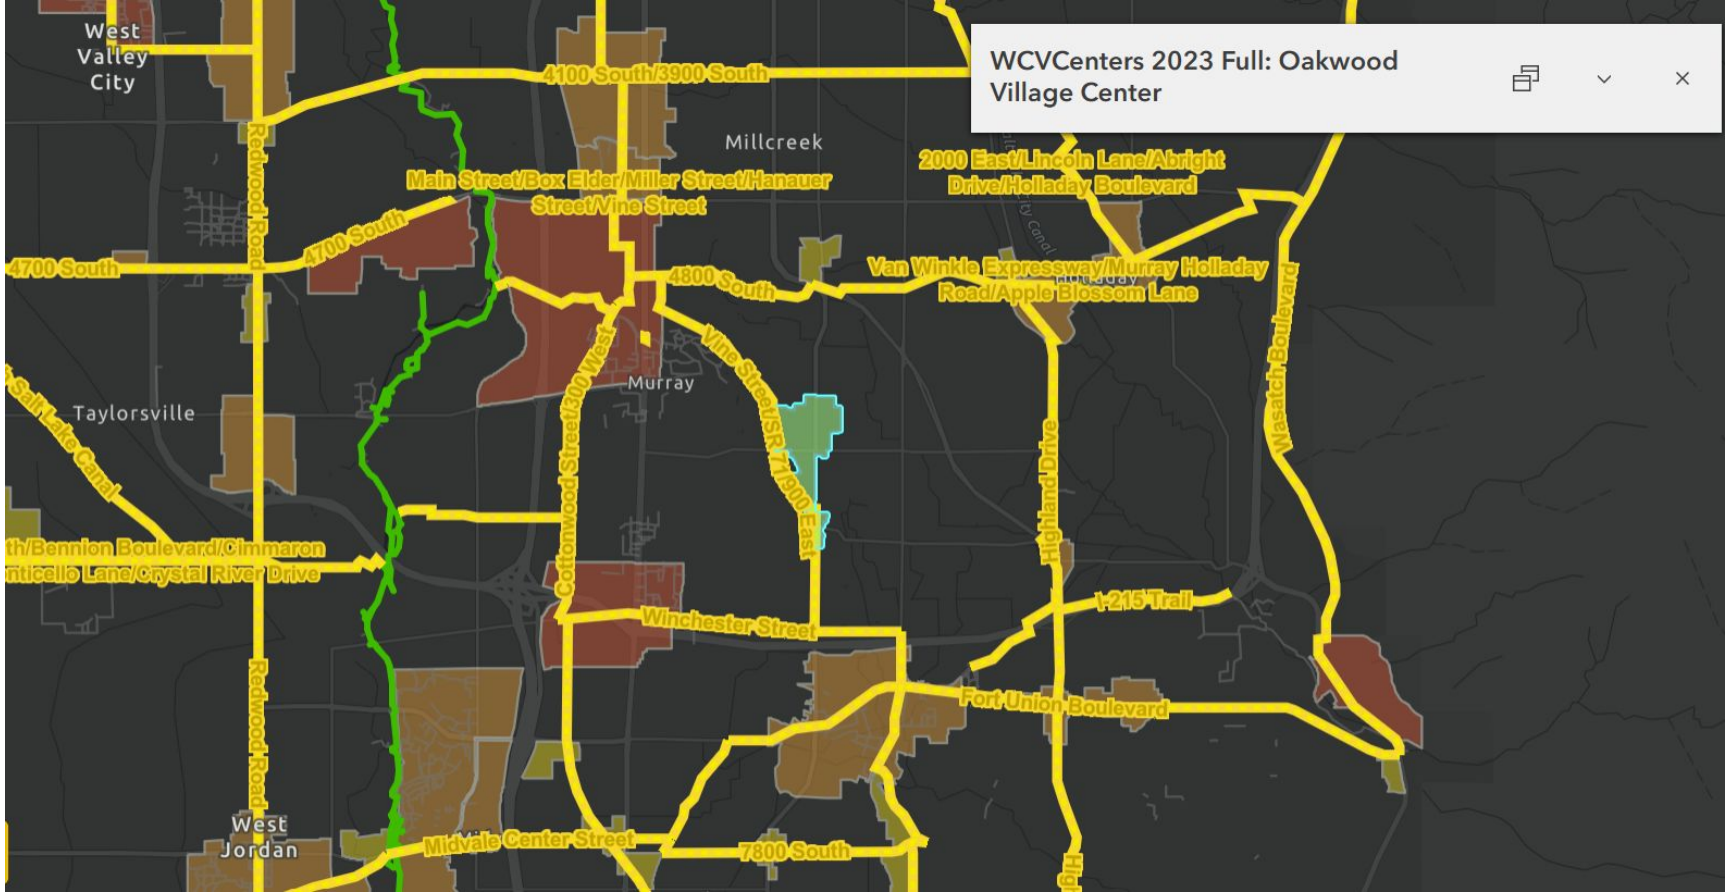 West
Valley
City
WCVCenters 2023 Full: Oakwood
Village Center
4100 South/3900 South
Millcreek
Redwood Road
2000 East/Lincoln Lane/Abright
Drive/Holladay Boulevard
Main Street/Box Elder/Miller Street/Hanauer
Street/Vine Street
4700 South
City Canal
4700 South
4800 South
Van Winkle Expressway/Murray Holladay
Road/Apple Blossom Lane
Holladay
Wasatch Boulevard
Vine Street/SR 71/900 East
Cottonwood Street/300 West
Murray
Taylorsville
Salt Lake Canal
Highland Drive
th/Bennion Boulevard/Cimmaron
nticello Lane/Crystal River Drive
I-215 Trail
Winchester Street
Redwood Road
Fort Union Boulevard
West
Jordan
Midvale Center Street
7800 South
High